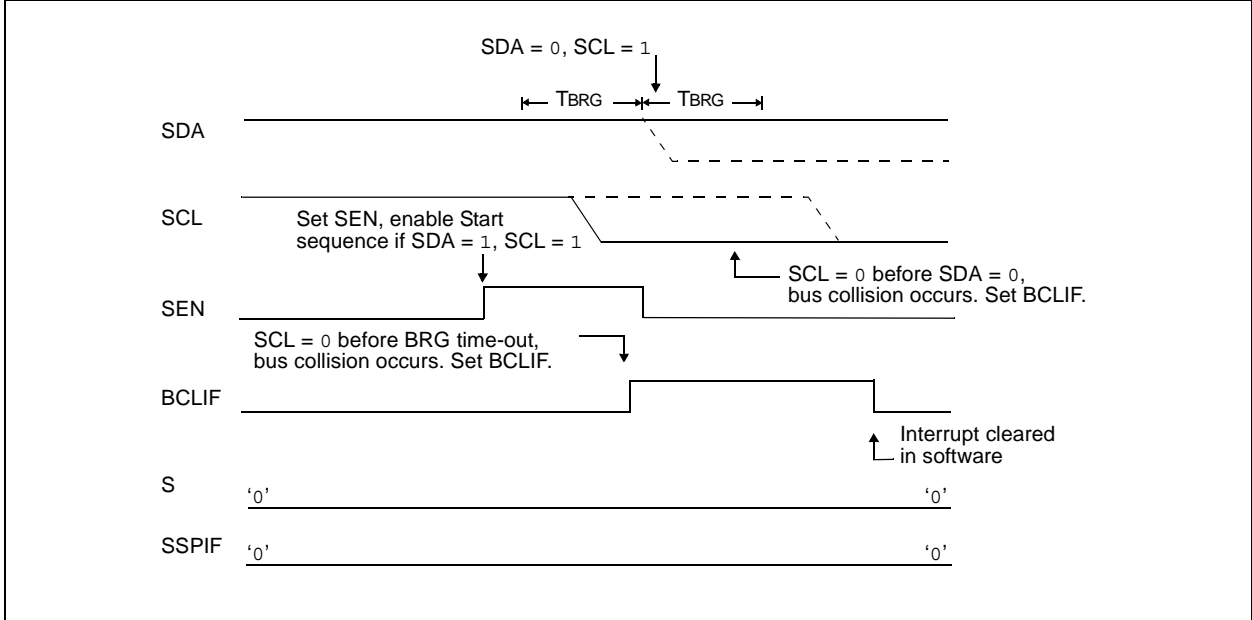 SDA = 0, SCL = 1
TBRG TBRG
SDA
SCL
Set SEN, enable Start
sequence if SDA = 1, SCL = 1
SCL = 0 before SDA = 0,
bus collision occurs. Set BCLIF.
SEN
SCL = 0 before BRG time-out,
bus collision occurs. Set BCLIF.
BCLIF
Interrupt cleared
in software
S
‘0’ ‘0’
SSPIF ‘0’ ‘0’